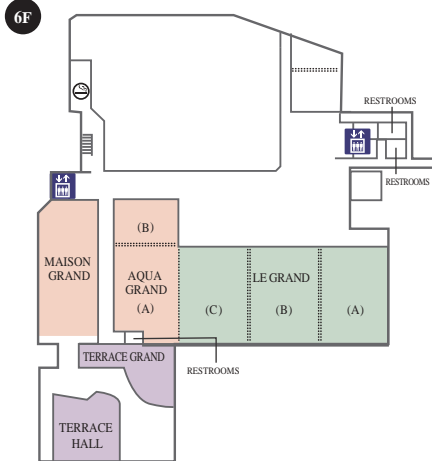 6F
RESTROOMS
RESTROOMS
(B)
MAISON
GRAND
AQUA
GRAND
(A)
LE GRAND
(C)
(B)
(A)
TERRACE GRAND
RESTROOMS
TERRACE
HALL